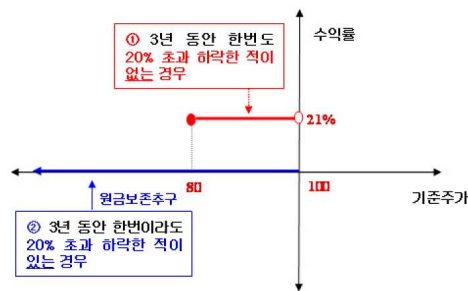 ① 3년 동안 한번도
20% 초과 하락한 적이
없는 경우
수익률
21%
80
100
기준주가
원금보존추구
② 3년 동안 한번이라도
20% 초과 하락한 적이
있는 경우